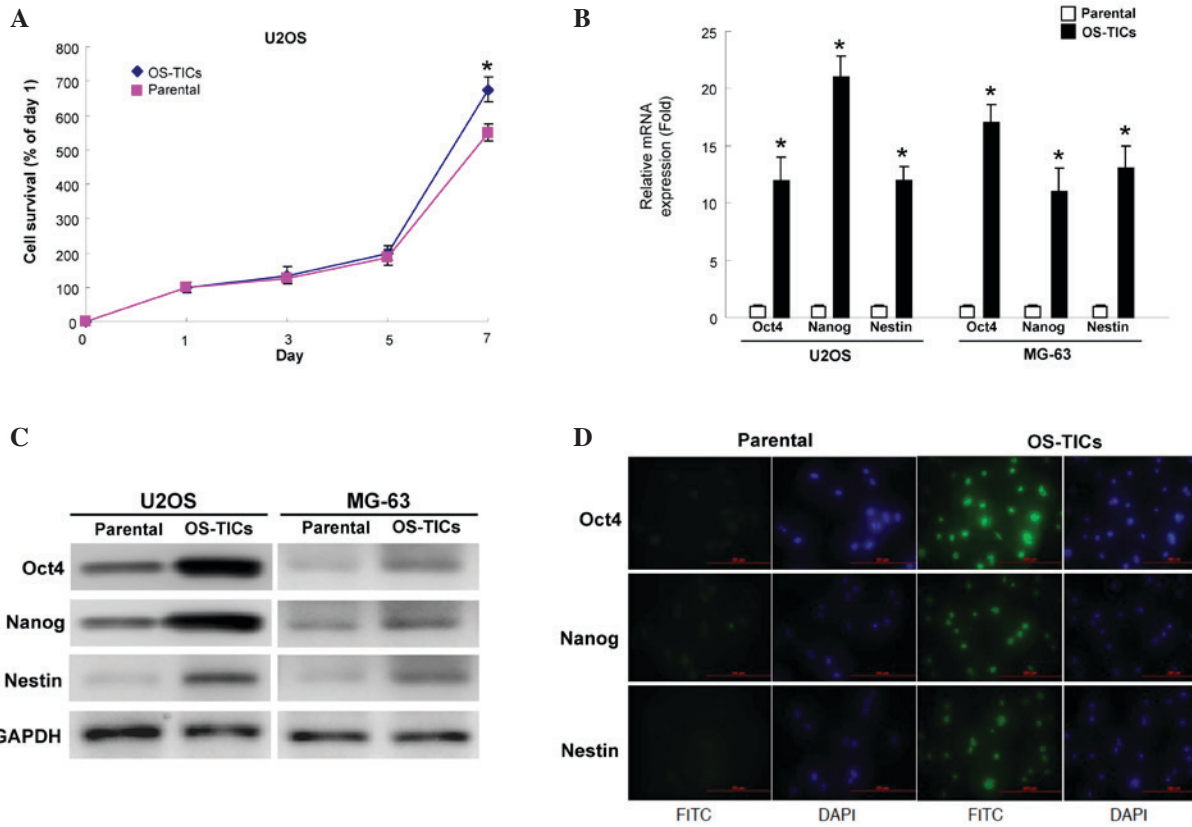 A
U2OS
800
700
600
500
400
300
200
100
0
OS-TICs
Parental
*
Cell survival (% of day 1)
0 1 3 5 7
Day
B
Parental
OS-TICs
25
20
15
10
5
0
Relative mRNA
expression (Fold)
* * * * * *
Oct4 Nanog Nestin Oct4 Nanog Nestin
U2OS MG-63
C
U2OS MG-63
Parental OS-TICs Parental OS-TICs
Oct4
Nanog
Nestin
GAPDH
D
Parental OS-TICs
Oct4
Nanog
Nestin
FITC DAPI FITC DAPI